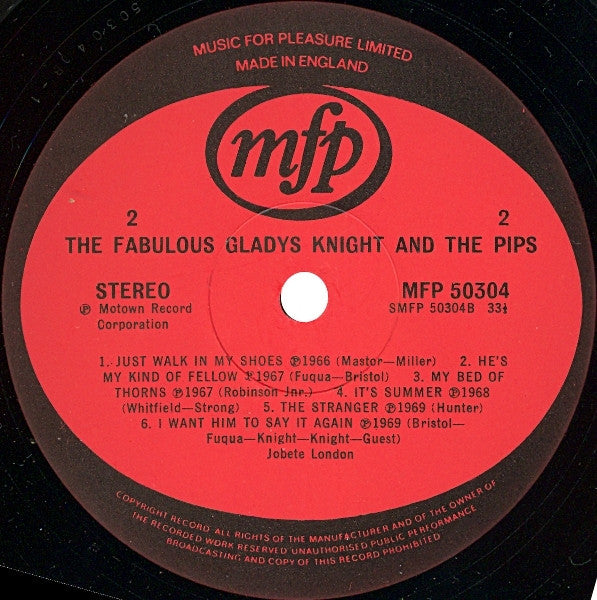 MUSIC FOR PLEASURE LIMITED
MADE IN ENGLAND
mfp
2 2
THE FABULOUS GLADYS KNIGHT AND THE PIPS
STEREO MFP 50304
℗ Motown Record SMFP 50304B 33⅓
Corporation
1. JUST WALK IN MY SHOES ℗1966 (Mastor—Miller) 2. HE'S
MY KIND OF FELLOW ℗1967 (Fuqua—Bristol) 3. MY BED OF
THORNS ℗1967 (Robinson Jnr.) 4. IT'S SUMMER ℗1968
(Whitfield—Strong) 5. THE STRANGER ℗1969 (Hunter)
6. I WANT HIM TO SAY IT AGAIN ℗1969 (Bristol—
Fuqua—Knight—Knight—Guest)
Jobete London
COPYRIGHT RECORD ALL RIGHTS OF THE MANUFACTURER AND OF THE OWNER OF
THE RECORDED WORK RESERVED UNAUTHORISED PUBLIC PERFORMANCE
BROADCASTING AND COPY OF THIS RECORD PROHIBITED